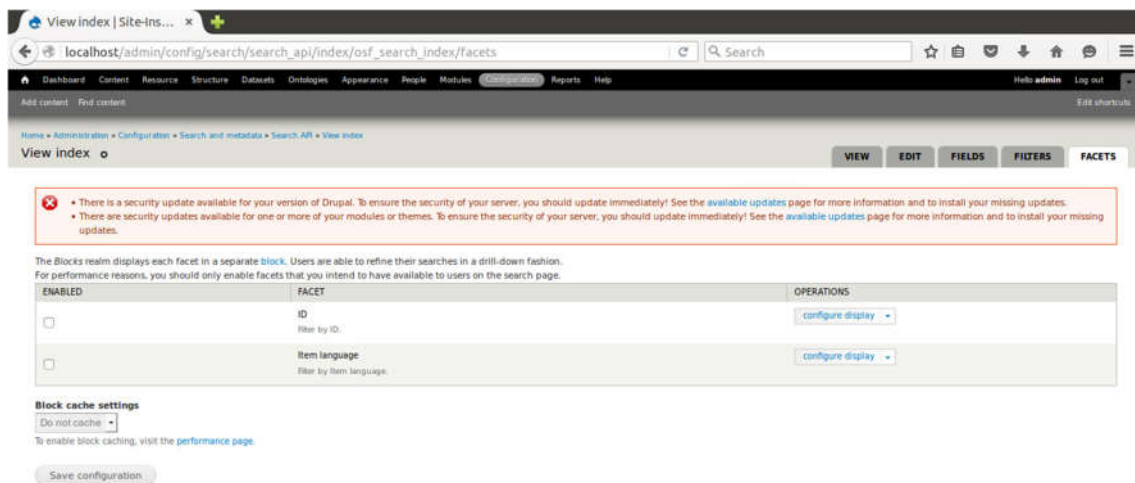 View index | Site-Ins... ×
localhost/admin/config/search/search_api/index/osf_search_index/facets
Search
Dashboard Content Resource Structure Datasets Ontologies Appearance People Modules Configuration Reports Help
Hello admin Log out
Add content Find content
Edit shortcuts
Home » Administration » Configuration » Search and metadata » Search API » View index
View index
VIEW EDIT FIELDS FILTERS FACETS
• There is a security update available for your version of Drupal. To ensure the security of your server, you should update immediately! See the available updates page for more information and to install your missing updates.
• There are security updates available for one or more of your modules or themes. To ensure the security of your server, you should update immediately! See the available updates page for more information and to install your missing
updates.
The Blocks realm displays each facet in a separate block. Users are able to refine their searches in a drill-down fashion.
For performance reasons, you should only enable facets that you intend to have available to users on the search page.
ENABLED FACET OPERATIONS
ID configure display
Filter by ID.
Item language configure display
Filter by Item language.
Block cache settings
Do not cache
To enable block caching, visit the performance page.
Save configuration